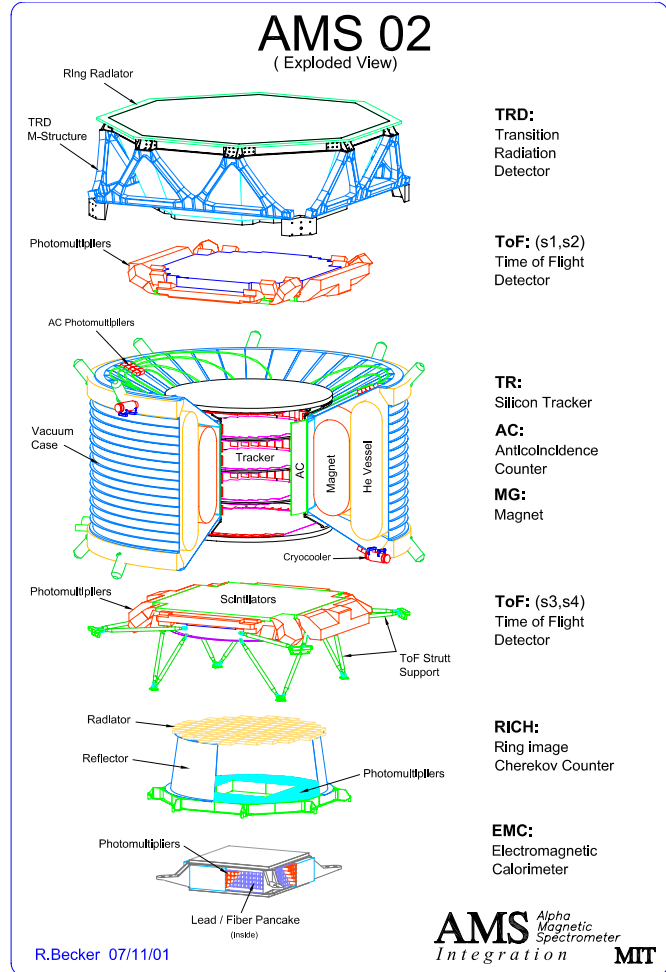 AMS 02
( Exploded View)
RIng Radiator
TRD
M-Structure
TRD:
Transition
Radiation
Detector
Photomultipliers
ToF: (s1,s2)
Time of Flight
Detector
AC Photomultipliers
Vacuum
Case
Tracker
AC
Magnet
He Vessel
Cryocooler
TR:
Silicon Tracker
AC:
Anticoincidence
Counter
MG:
Magnet
Photomultipliers
Scintillators
ToF Strutt
Support
ToF: (s3,s4)
Time of Flight
Detector
Radiator
Reflector
Photomultipliers
RICH:
Ring image
Cherekov Counter
Photomultipliers
Lead / Fiber Pancake
(Inside)
EMC:
Electromagnetic
Calorimeter
R.Becker 07/11/01
AMS Alpha
Magnetic
Spectrometer
Integration MIT